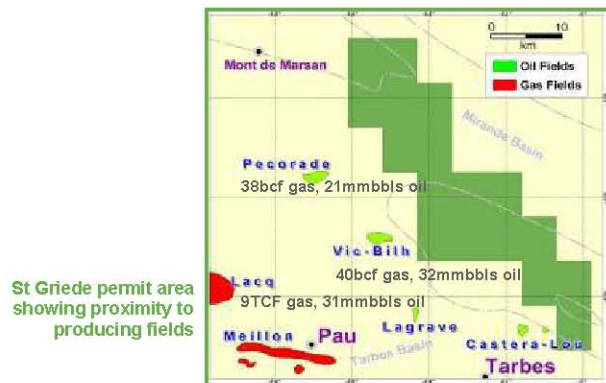 0 10
km
Oil Fields
Gas Fields
Mont de Marsan
Mirande Basin
Pecorade
38bcf gas, 21mmbbls oil
Vic-Bilh
40bcf gas, 32mmbbls oil
Lacq
9TCF gas, 31mmbbls oil
St Griede permit area
showing proximity to
producing fields
Meillon
Pau
Lagrave
Tarbes Basin
Castera-Lou
Tarbes